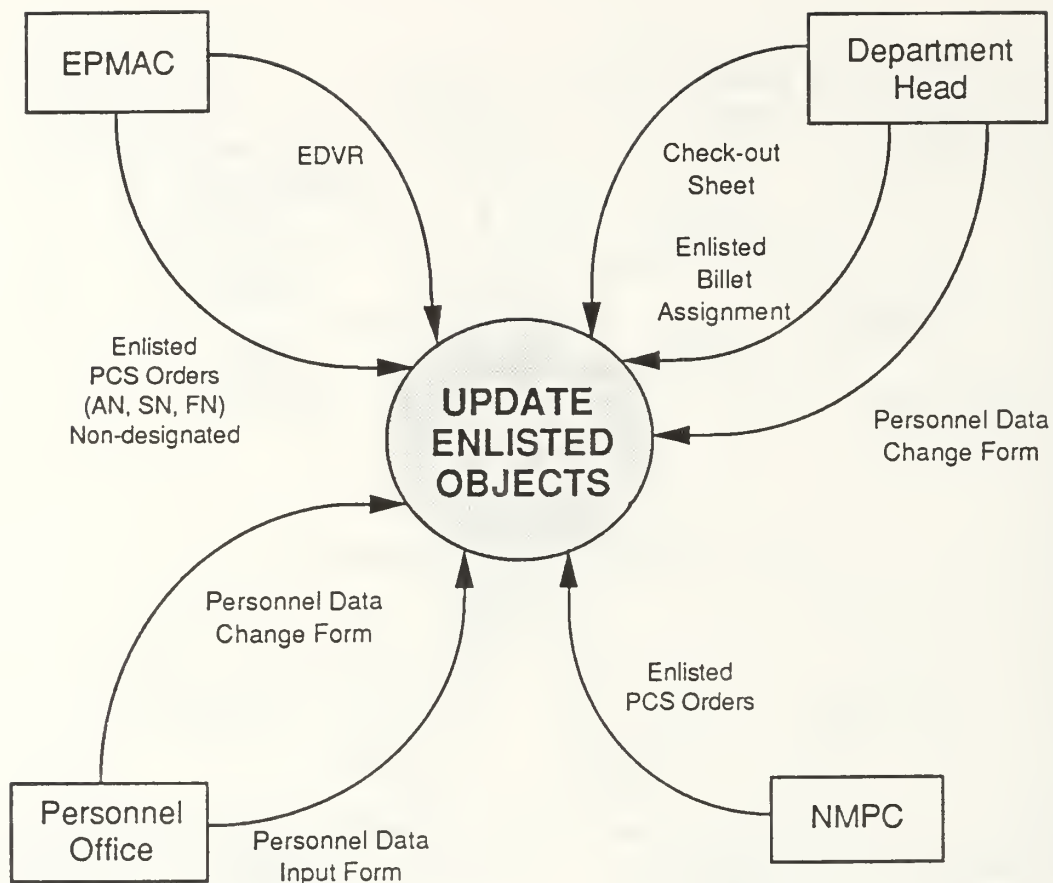 EPMAC
Department
Head
EDVR
Check-out
Sheet
Enlisted
Billet
Assignment
Enlisted
PCS Orders
(AN, SN, FN)
Non-designated
UPDATE
ENLISTED
OBJECTS
Personnel Data
Change Form
Personnel Data
Change Form
Enlisted
PCS Orders
Personnel
Office
Personnel Data
Input Form
NMPC